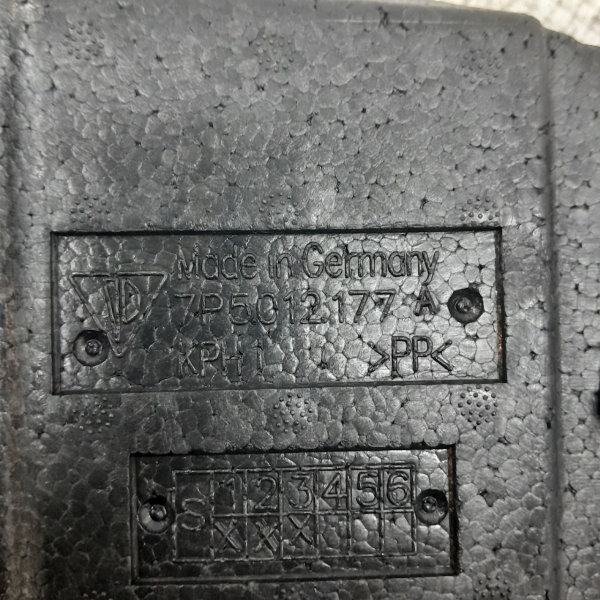 Made in Germany
7P5.012.177 A
KPH 1 >PP<
S 1 2 3 4 5 6
X X X